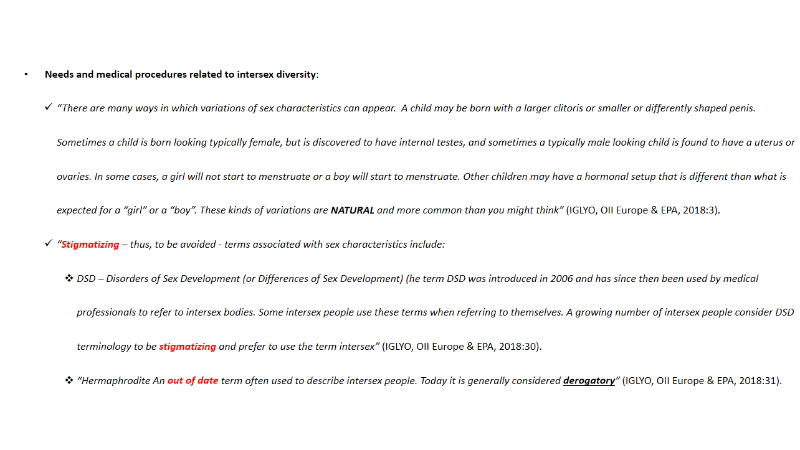 • Needs and medical procedures related to intersex diversity:
✓ "There are many ways in which variations of sex characteristics can appear. A child may be born with a larger clitoris or smaller or differently shaped penis.
Sometimes a child is born looking typically female, but is discovered to have internal testes, and sometimes a typically male looking child is found to have a uterus or
ovaries. In some cases, a girl will not start to menstruate or a boy will start to menstruate. Other children may have a hormonal setup that is different than what is
expected for a "girl" or a "boy". These kinds of variations are NATURAL and more common than you might think" (IGLYO, OII Europe & EPA, 2018:3).
✓ "Stigmatizing – thus, to be avoided - terms associated with sex characteristics include:
❖ DSD – Disorders of Sex Development (or Differences of Sex Development) (he term DSD was introduced in 2006 and has since then been used by medical
professionals to refer to intersex bodies. Some intersex people use these terms when referring to themselves. A growing number of intersex people consider DSD
terminology to be stigmatizing and prefer to use the term intersex" (IGLYO, OII Europe & EPA, 2018:30).
❖ "Hermaphrodite An out of date term often used to describe intersex people. Today it is generally considered derogatory" (IGLYO, OII Europe & EPA, 2018:31).